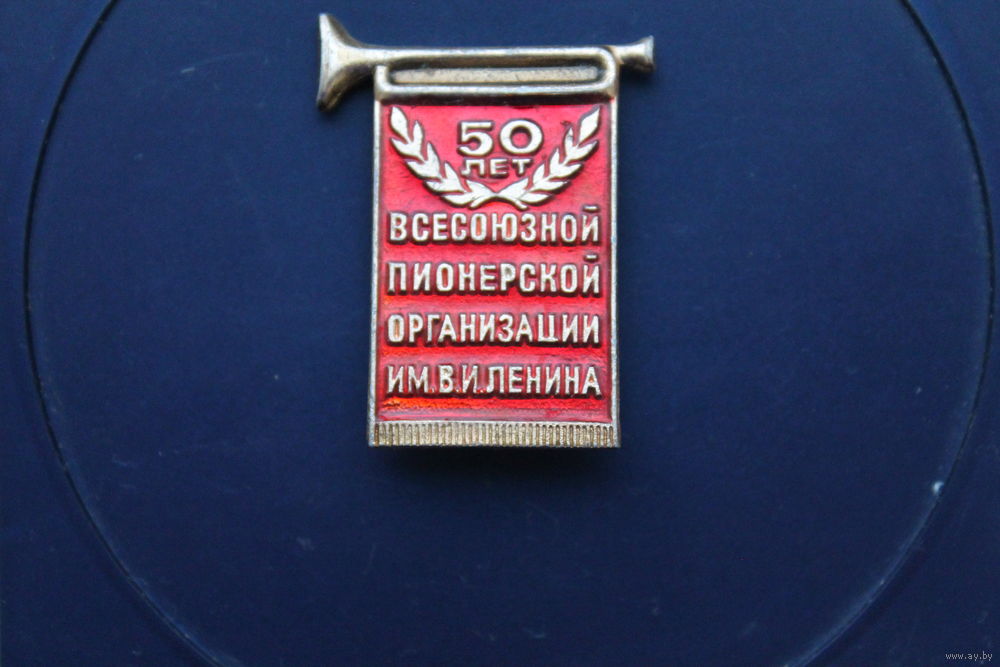 50
ЛЕТ
ВСЕСОЮЗНОЙ
ПИОНЕРСКОЙ
ОРГАНИЗАЦИИ
ИМ.В.И.ЛЕНИНА
www.ay.by